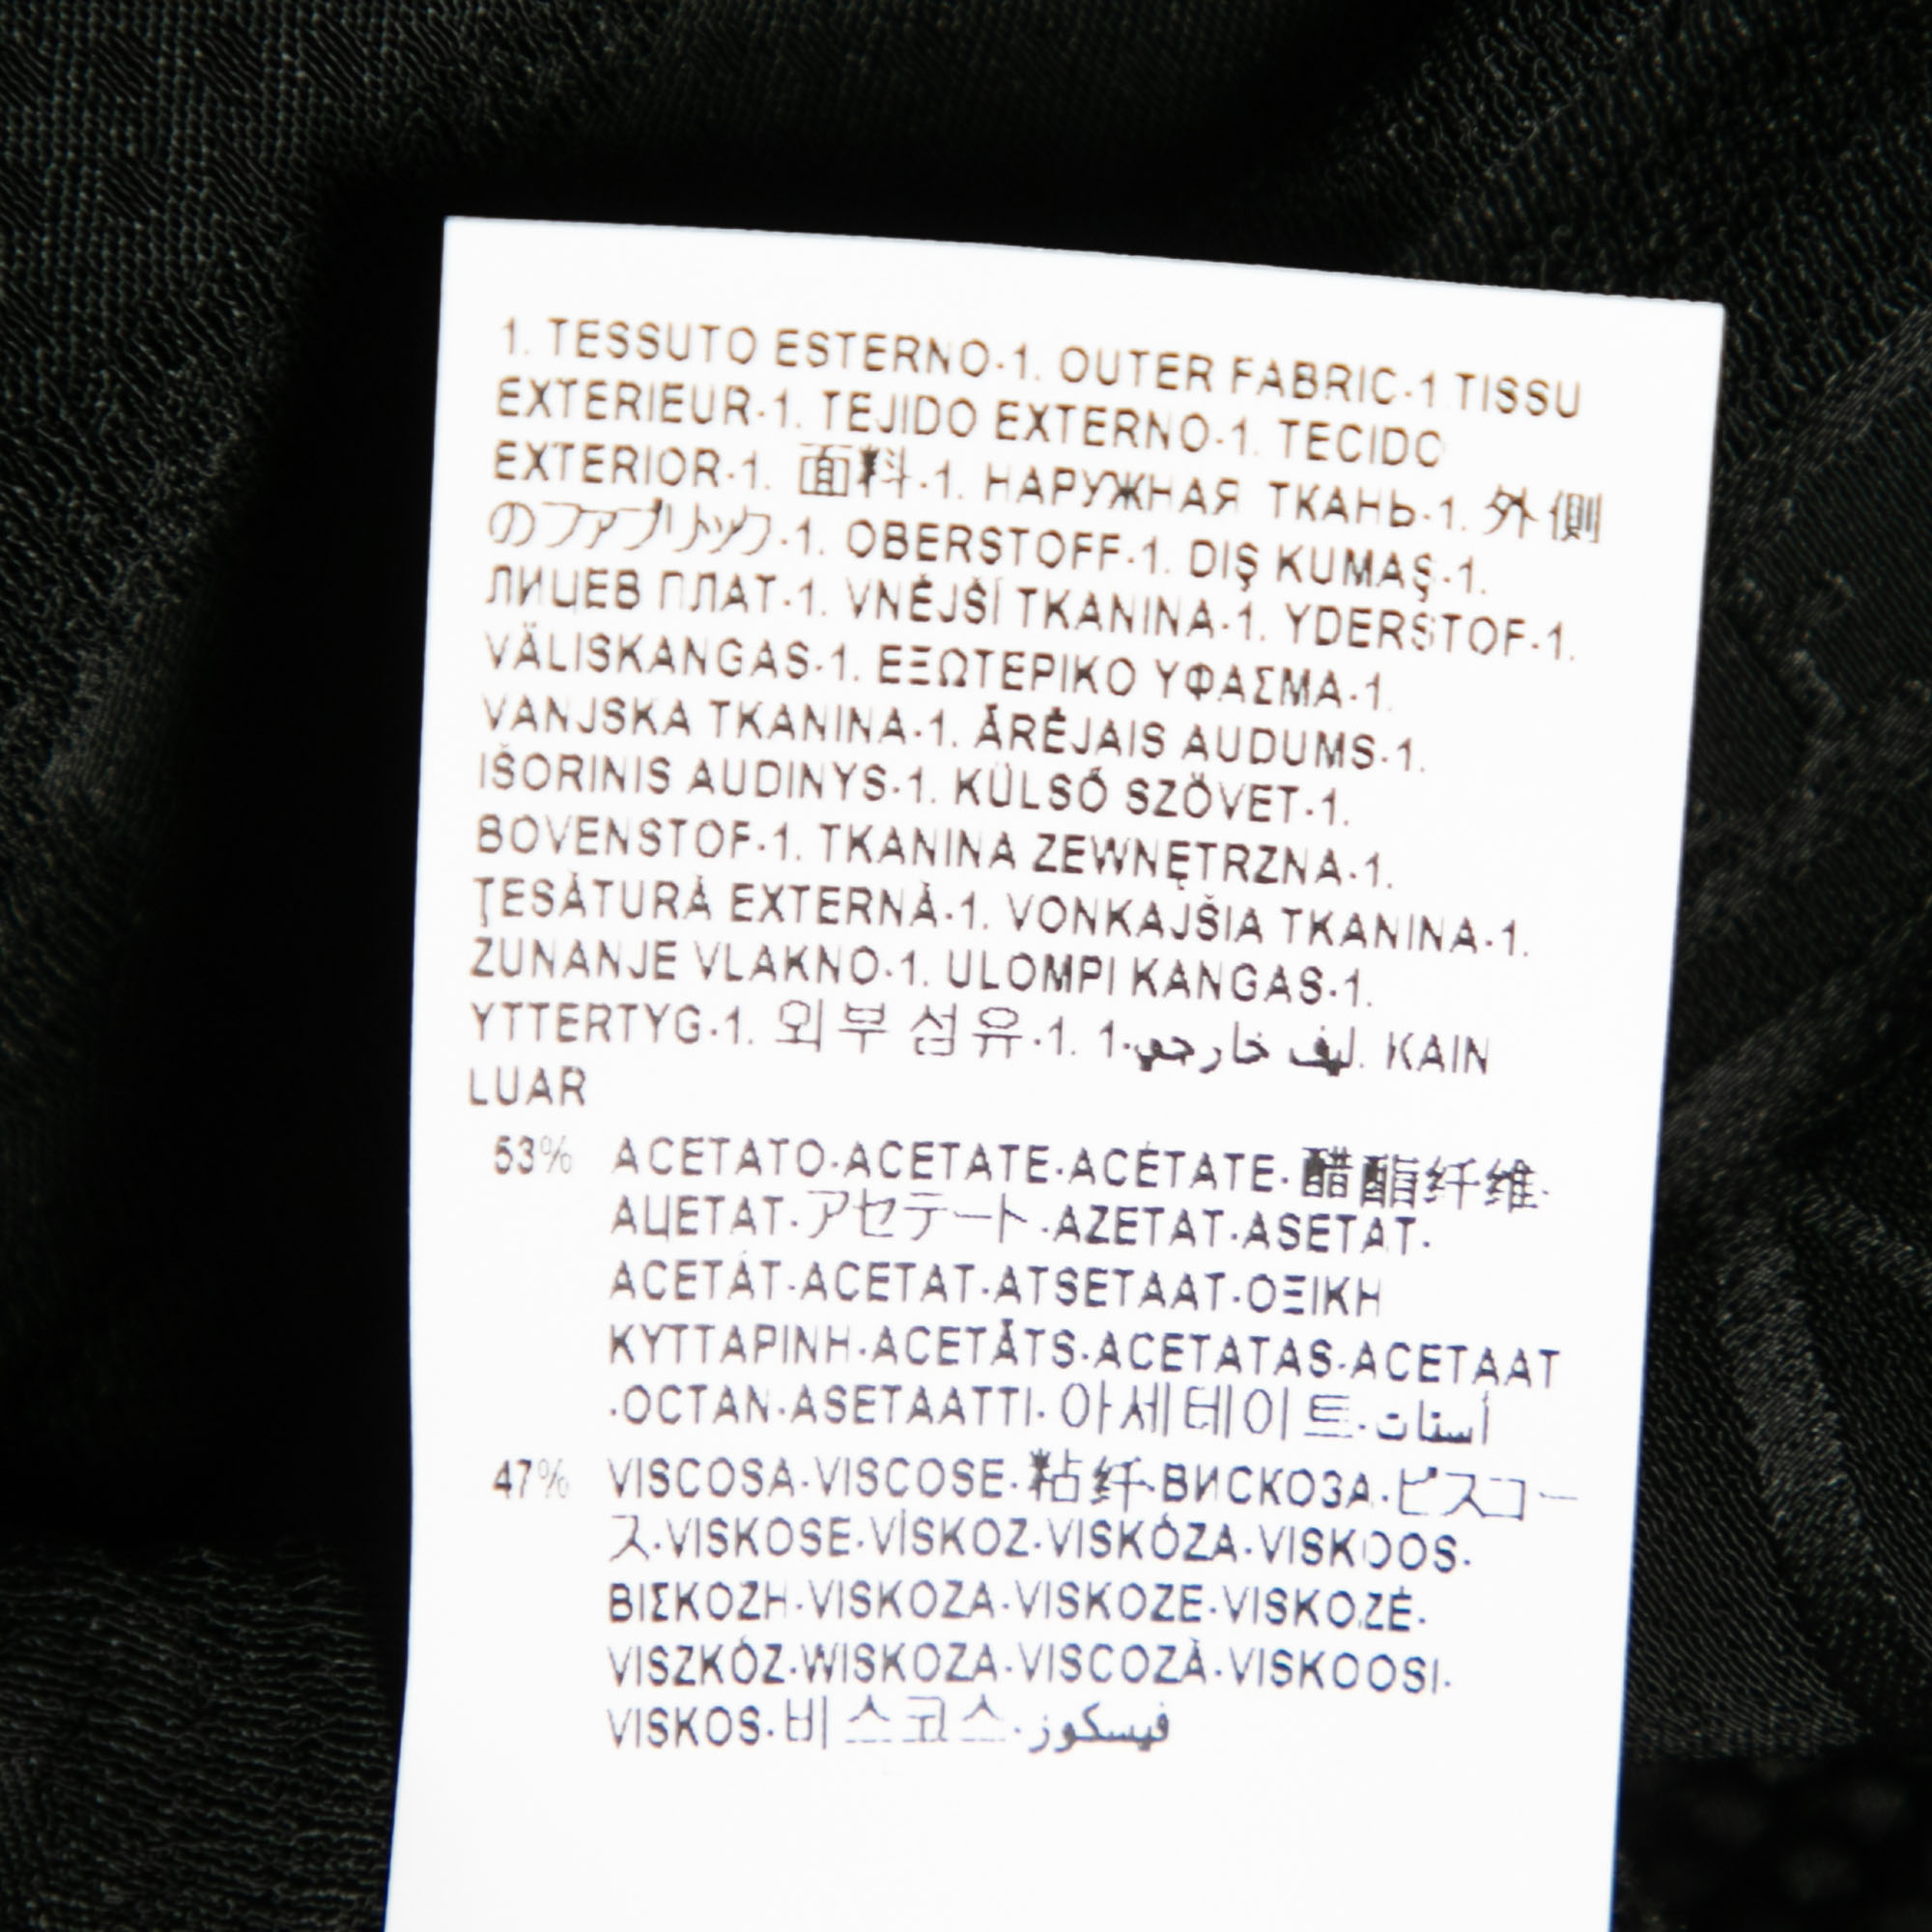 1. TESSUTO ESTERNO·1. OUTER FABRIC·1 TISSU
EXTERIEUR·1. TEJIDO EXTERNO·1. TECIDO
EXTERIOR·1. 面料·1. НАРУЖНАЯ ТКАНЬ·1. 外側
のファブリック·1. OBERSTOFF·1. DIŞ KUMAŞ·1.
ЛИЦЕВ ПЛАТ·1. VNĚJŠÍ TKANINA·1. YDERSTOF·1.
VÄLISKANGAS·1. ΕΞΩΤΕΡΙΚΟ ΥΦΑΣΜΑ·1.
VANJSKA TKANINA·1. ĀRĒJAIS AUDUMS·1.
IŠORINIS AUDINYS·1. KÜLSŐ SZÖVET·1.
BOVENSTOF·1. TKANINA ZEWNĘTRZNA·1.
ŢESĂTURĂ EXTERNĂ·1. VONKAJŠIA TKANINA·1.
ZUNANJE VLAKNO·1. ULOMPI KANGAS·1.
YTTERTYG·1. 외부 섬유·1. ليف خارجي·1. KAIN
LUAR
53% ACETATO·ACETATE·ACÉTATE·醋酯纤维·
АЦЕТАТ·アセテート·AZETAT·ASETAT·
ACETÁT·ACETAT·ATSETAAT·ΟΞΙΚΗ
ΚΥΤΤΑΡΙΝΗ·ACETĀTS·ACETATAS·ACETAAT
·OCTAN·ASETAATTI·아세테이트·أستات
47% VISCOSA·VISCOSE·粘纤·ВИСКОЗА·ビスコー
ス·VISKOSE·VİSKOZ·VISKÓZA·VISKOOS·
ΒΙΣΚΟΖΗ·VISKOZA·VISKOZE·VISKOZĖ·
VISZKÓZ·WISKOZA·VISCOZĂ·VISKOOSI·
VISKOS·비스코스·فيسكوز